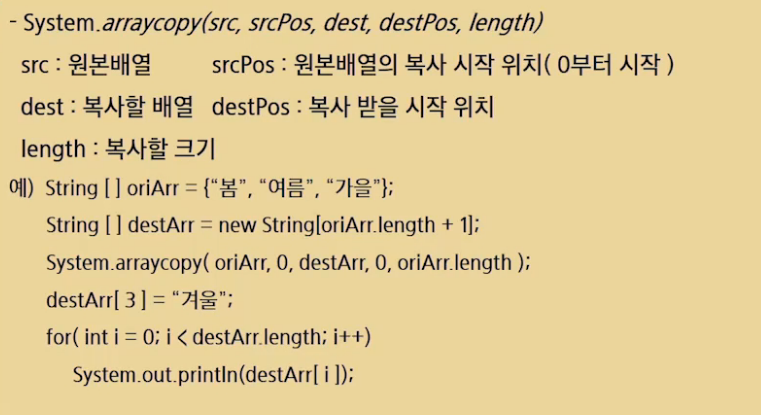 - System.arraycopy(src, srcPos, dest, destPos, length)
src : 원본배열 srcPos : 원본배열의 복사 시작 위치( 0부터 시작 )
dest : 복사할 배열 destPos : 복사 받을 시작 위치
length : 복사할 크기
예) String [ ] oriArr = {“봄”, “여름”, “가을”};
String [ ] destArr = new String[oriArr.length + 1];
System.arraycopy( oriArr, 0, destArr, 0, oriArr.length );
destArr[ 3 ] = “겨울”;
for( int i = 0; i < destArr.length; i++)
System.out.println(destArr[ i ]);